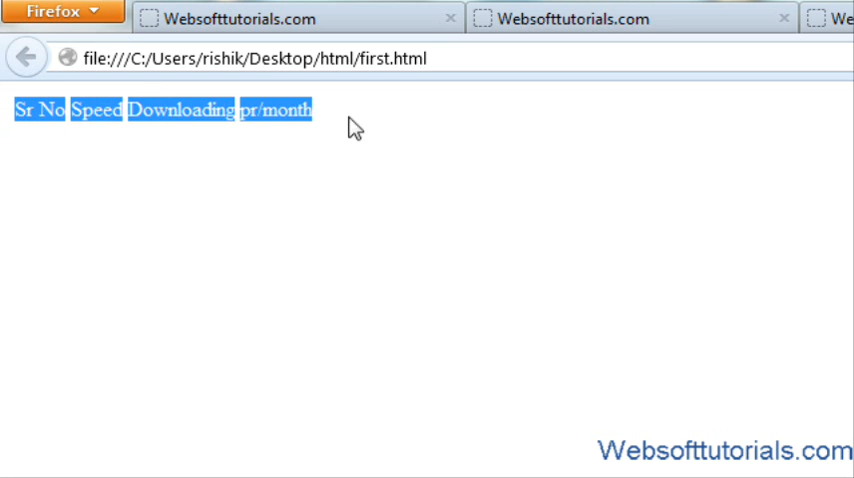 Firefox
Websofttutorials.com
Websofttutorials.com
We
file:///C:/Users/rishik/Desktop/html/first.html
Sr No Speed Downloading pr/month
Websofttutorials.com